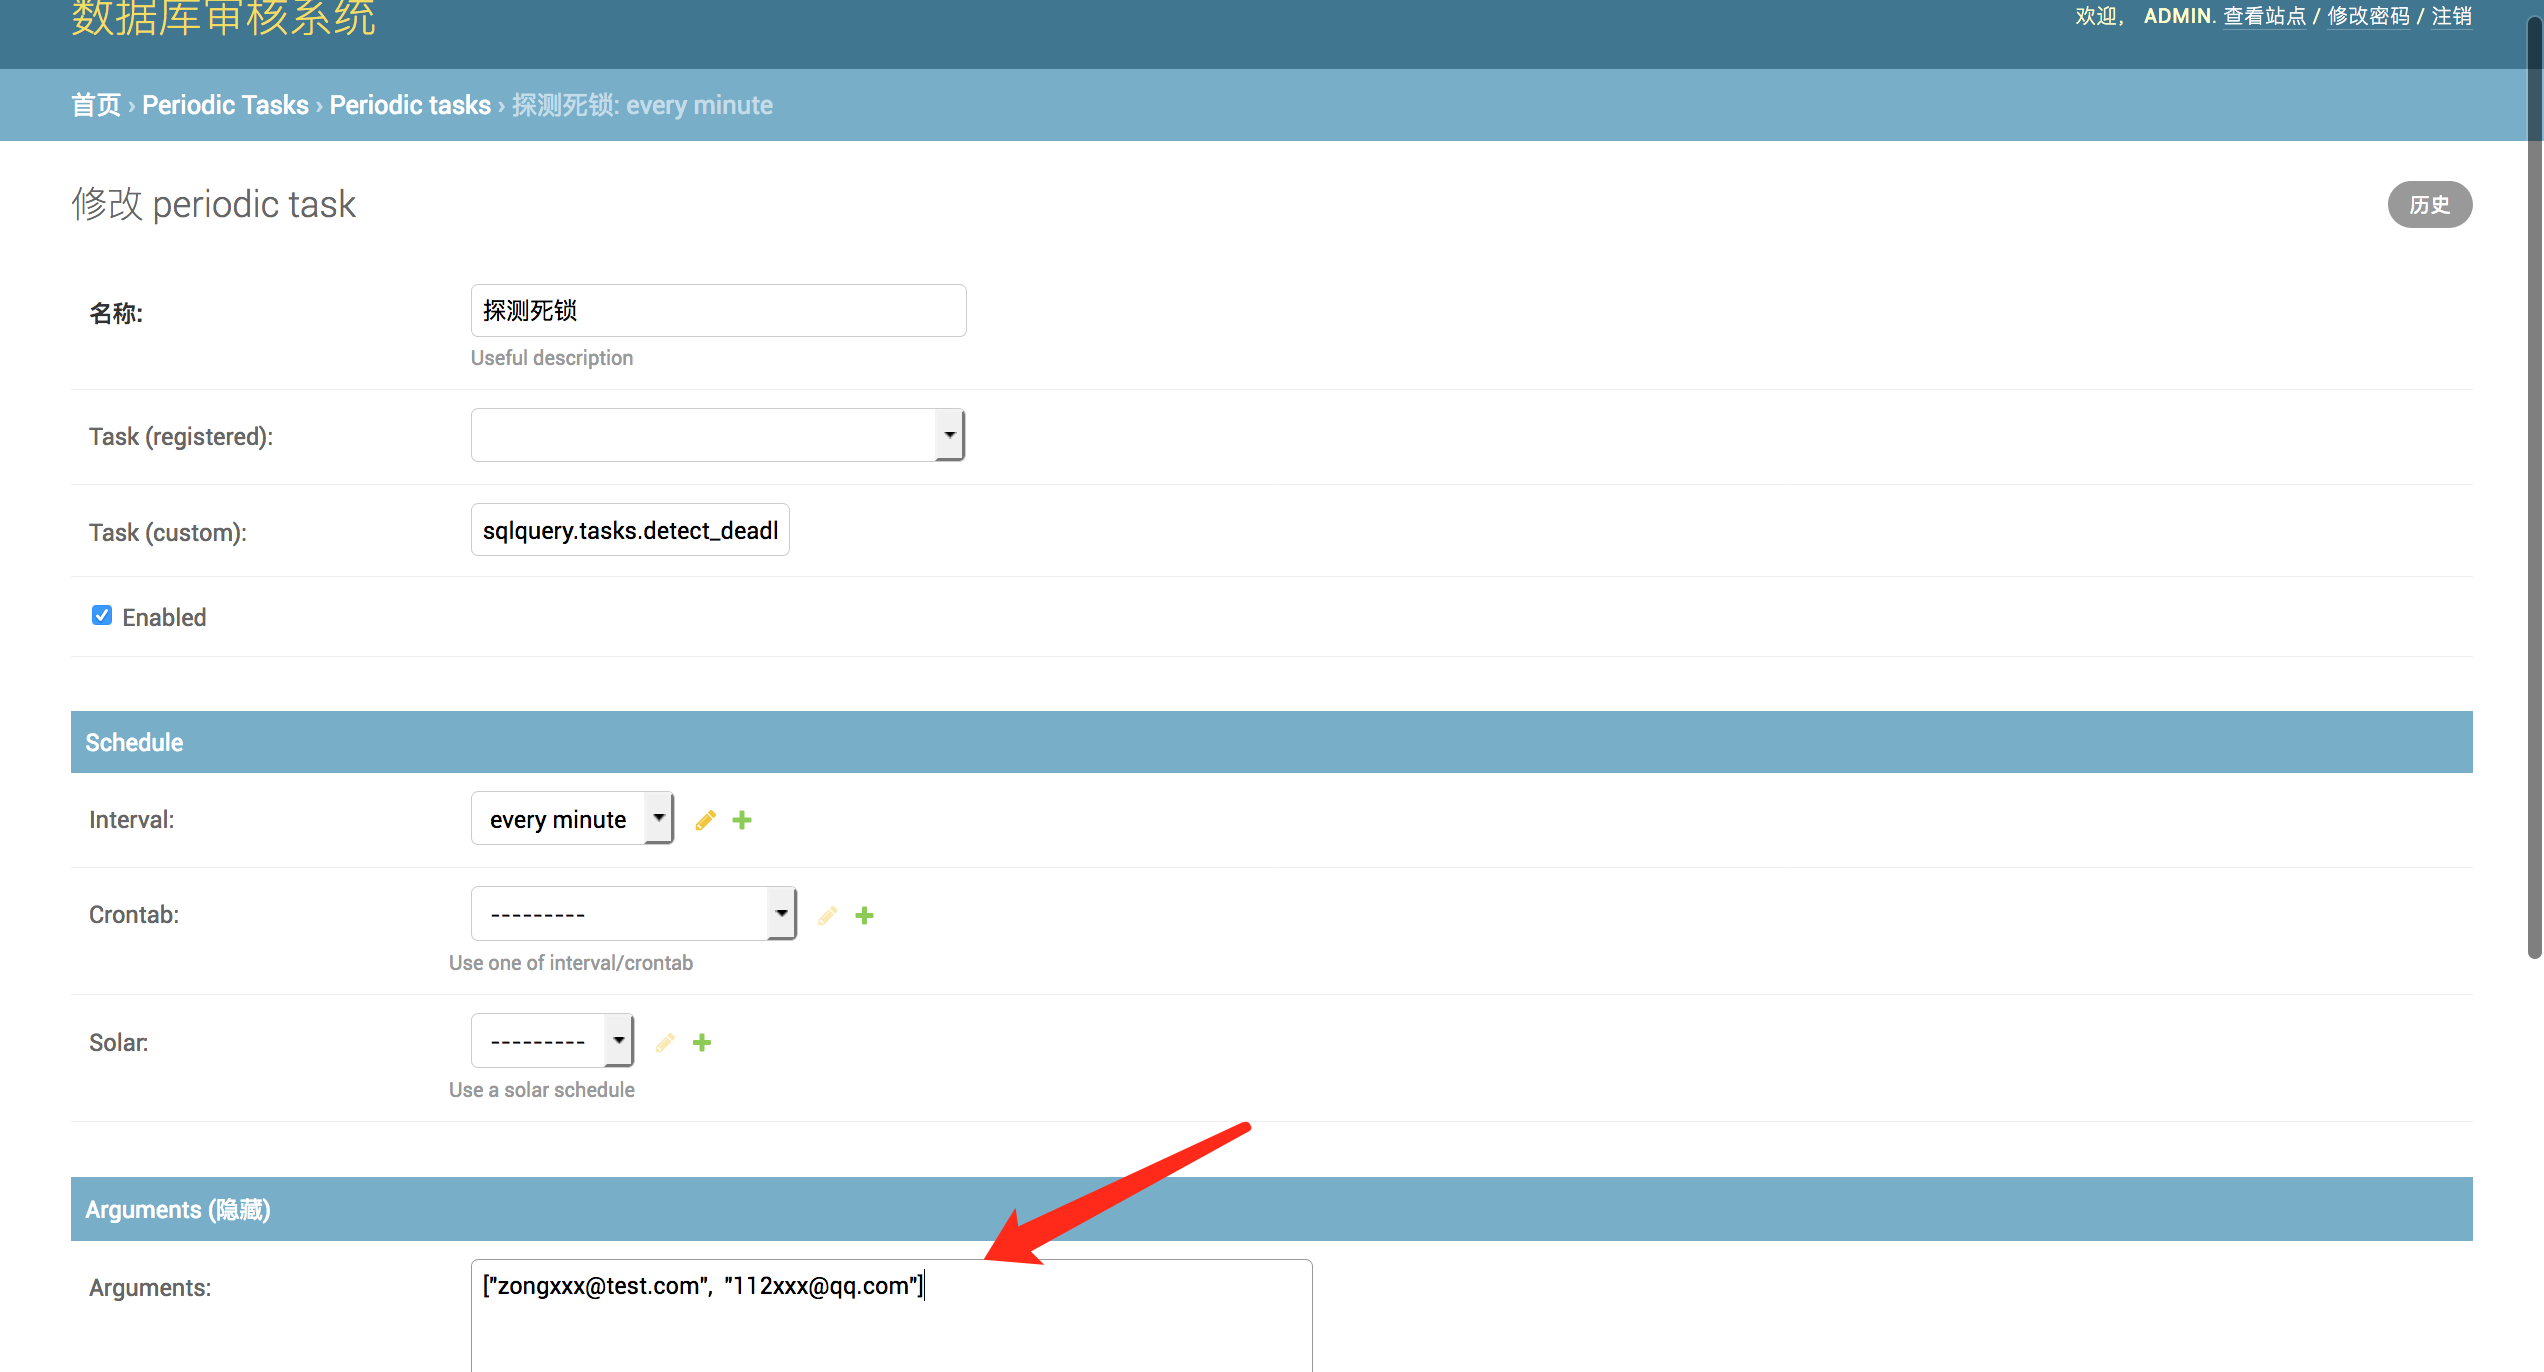 数据库审核系统
欢迎， ADMIN. 查看站点 / 修改密码 / 注销
首页 › Periodic Tasks › Periodic tasks › 探测死锁: every minute
修改 periodic task
历史
名称:
探测死锁
Useful description
Task (registered):
Task (custom):
sqlquery.tasks.detect_deadl
Enabled
Schedule
Interval:
every minute
Crontab:
---------
Use one of interval/crontab
Solar:
---------
Use a solar schedule
Arguments (隐藏)
Arguments:
["zongxxx@test.com", "112xxx@qq.com"]